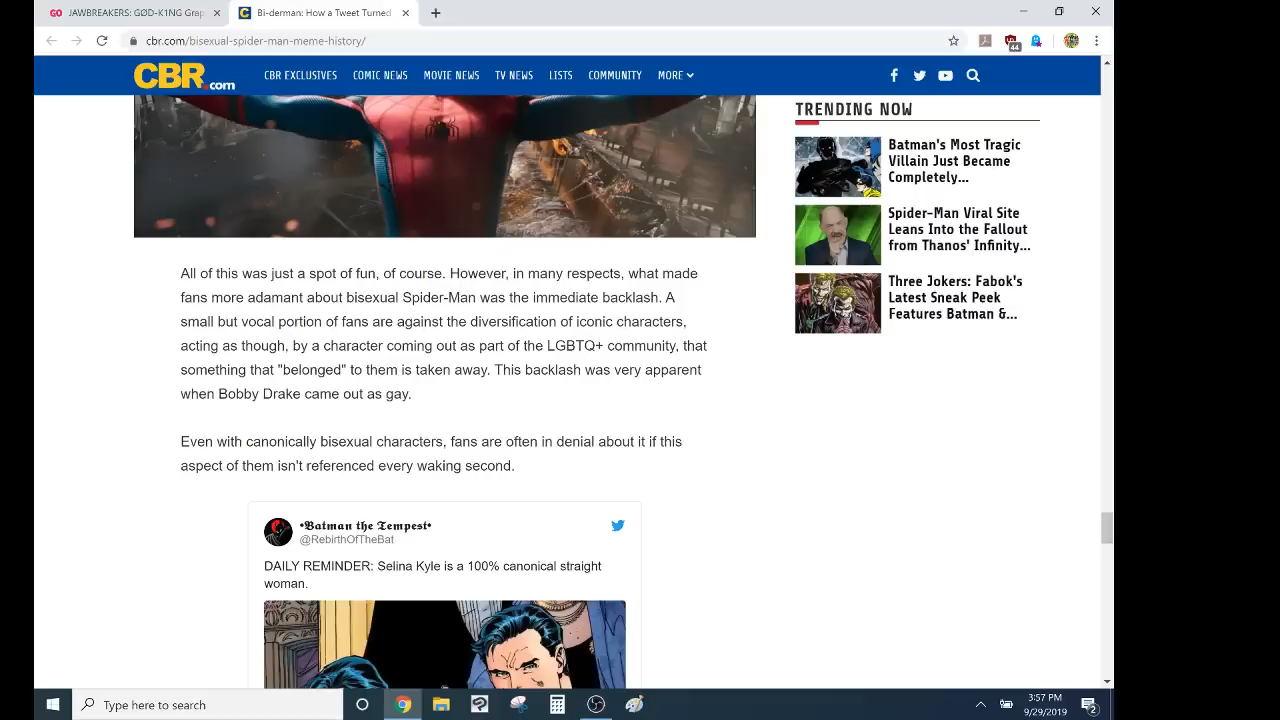 JAWBREAKERS: GØD-K1NG Grap
Bi-derman: How a Tweet Turned
cbr.com/bisexual-spider-man-meme-history/
44
CBR.com
CBR EXCLUSIVES
COMIC NEWS
MOVIE NEWS
TV NEWS
LISTS
COMMUNITY
MORE
TRENDING NOW
Batman's Most Tragic
Villain Just Became
Completely...
Spider-Man Viral Site
Leans Into the Fallout
from Thanos' Infinity...
Three Jokers: Fabok's
Latest Sneak Peek
Features Batman &...
All of this was just a spot of fun, of course. However, in many respects, what made
fans more adamant about bisexual Spider-Man was the immediate backlash. A
small but vocal portion of fans are against the diversification of iconic characters,
acting as though, by a character coming out as part of the LGBTQ+ community, that
something that "belonged" to them is taken away. This backlash was very apparent
when Bobby Drake came out as gay.
Even with canonically bisexual characters, fans are often in denial about it if this
aspect of them isn't referenced every waking second.
•𝕭𝖆𝖙𝖒𝖆𝖓 𝖙𝖍𝖊 𝕿𝖊𝖒𝖕𝖊𝖘𝖙•
@RebirthOfTheBat
DAILY REMINDER: Selina Kyle is a 100% canonical straight
woman.
Type here to search
3:57 PM
9/29/2019
2